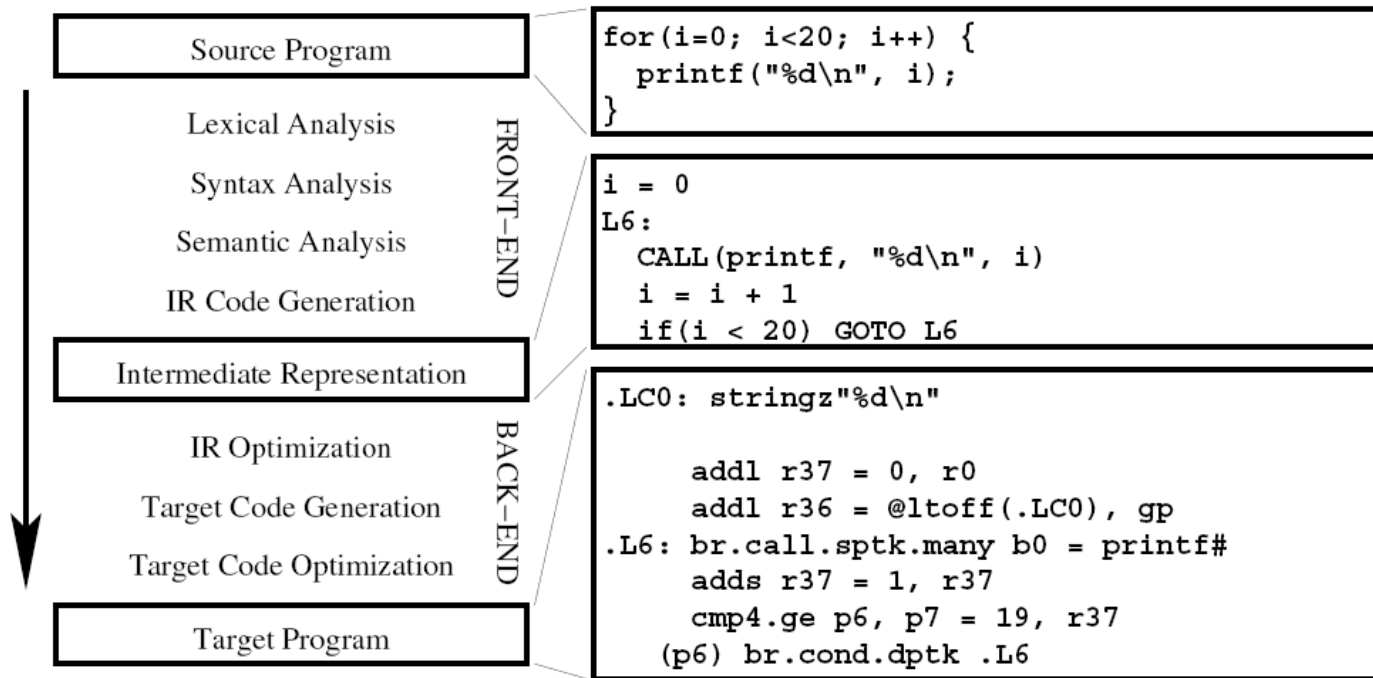 Source Program
Lexical Analysis
Syntax Analysis
Semantic Analysis
IR Code Generation
FRONT-END
Intermediate Representation
IR Optimization
Target Code Generation
Target Code Optimization
BACK-END
Target Program
for(i=0; i<20; i++) {
  printf("%d\n", i);
}
i = 0
L6:
  CALL(printf, "%d\n", i)
  i = i + 1
  if(i < 20) GOTO L6
.LC0: stringz"%d\n"
     addl r37 = 0, r0
     addl r36 = @ltoff(.LC0), gp
.L6: br.call.sptk.many b0 = printf#
     adds r37 = 1, r37
     cmp4.ge p6, p7 = 19, r37
   (p6) br.cond.dptk .L6